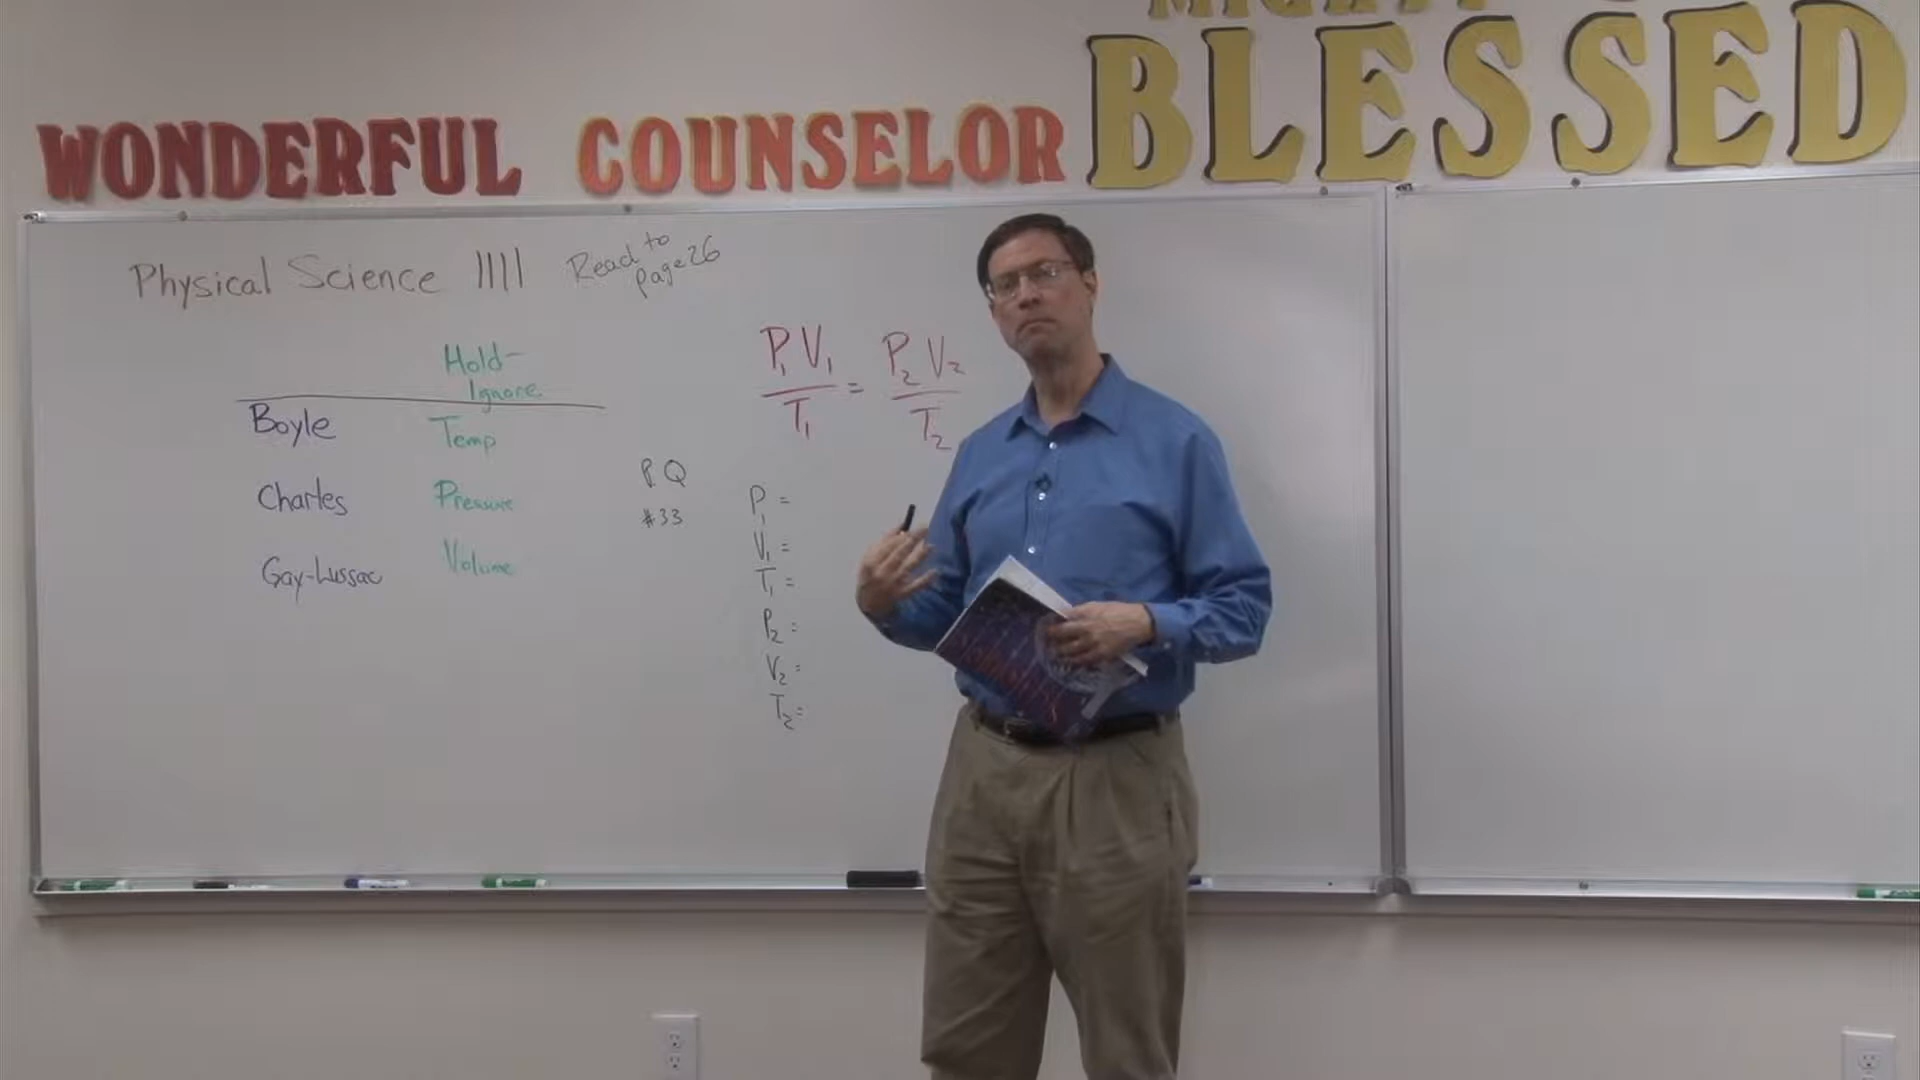 BLESSED
WONDERFUL COUNSELOR
Physical Science ||||
Read to
page 26
Hold-
Ignore
Boyle Temp
Charles Pressure
Gay-Lussac Volume
P.Q
#33
P₁V₁/T₁ = P₂V₂/T₂
P₁ =
V₁ =
T₁ =
P₂ =
V₂ =
T₂ =